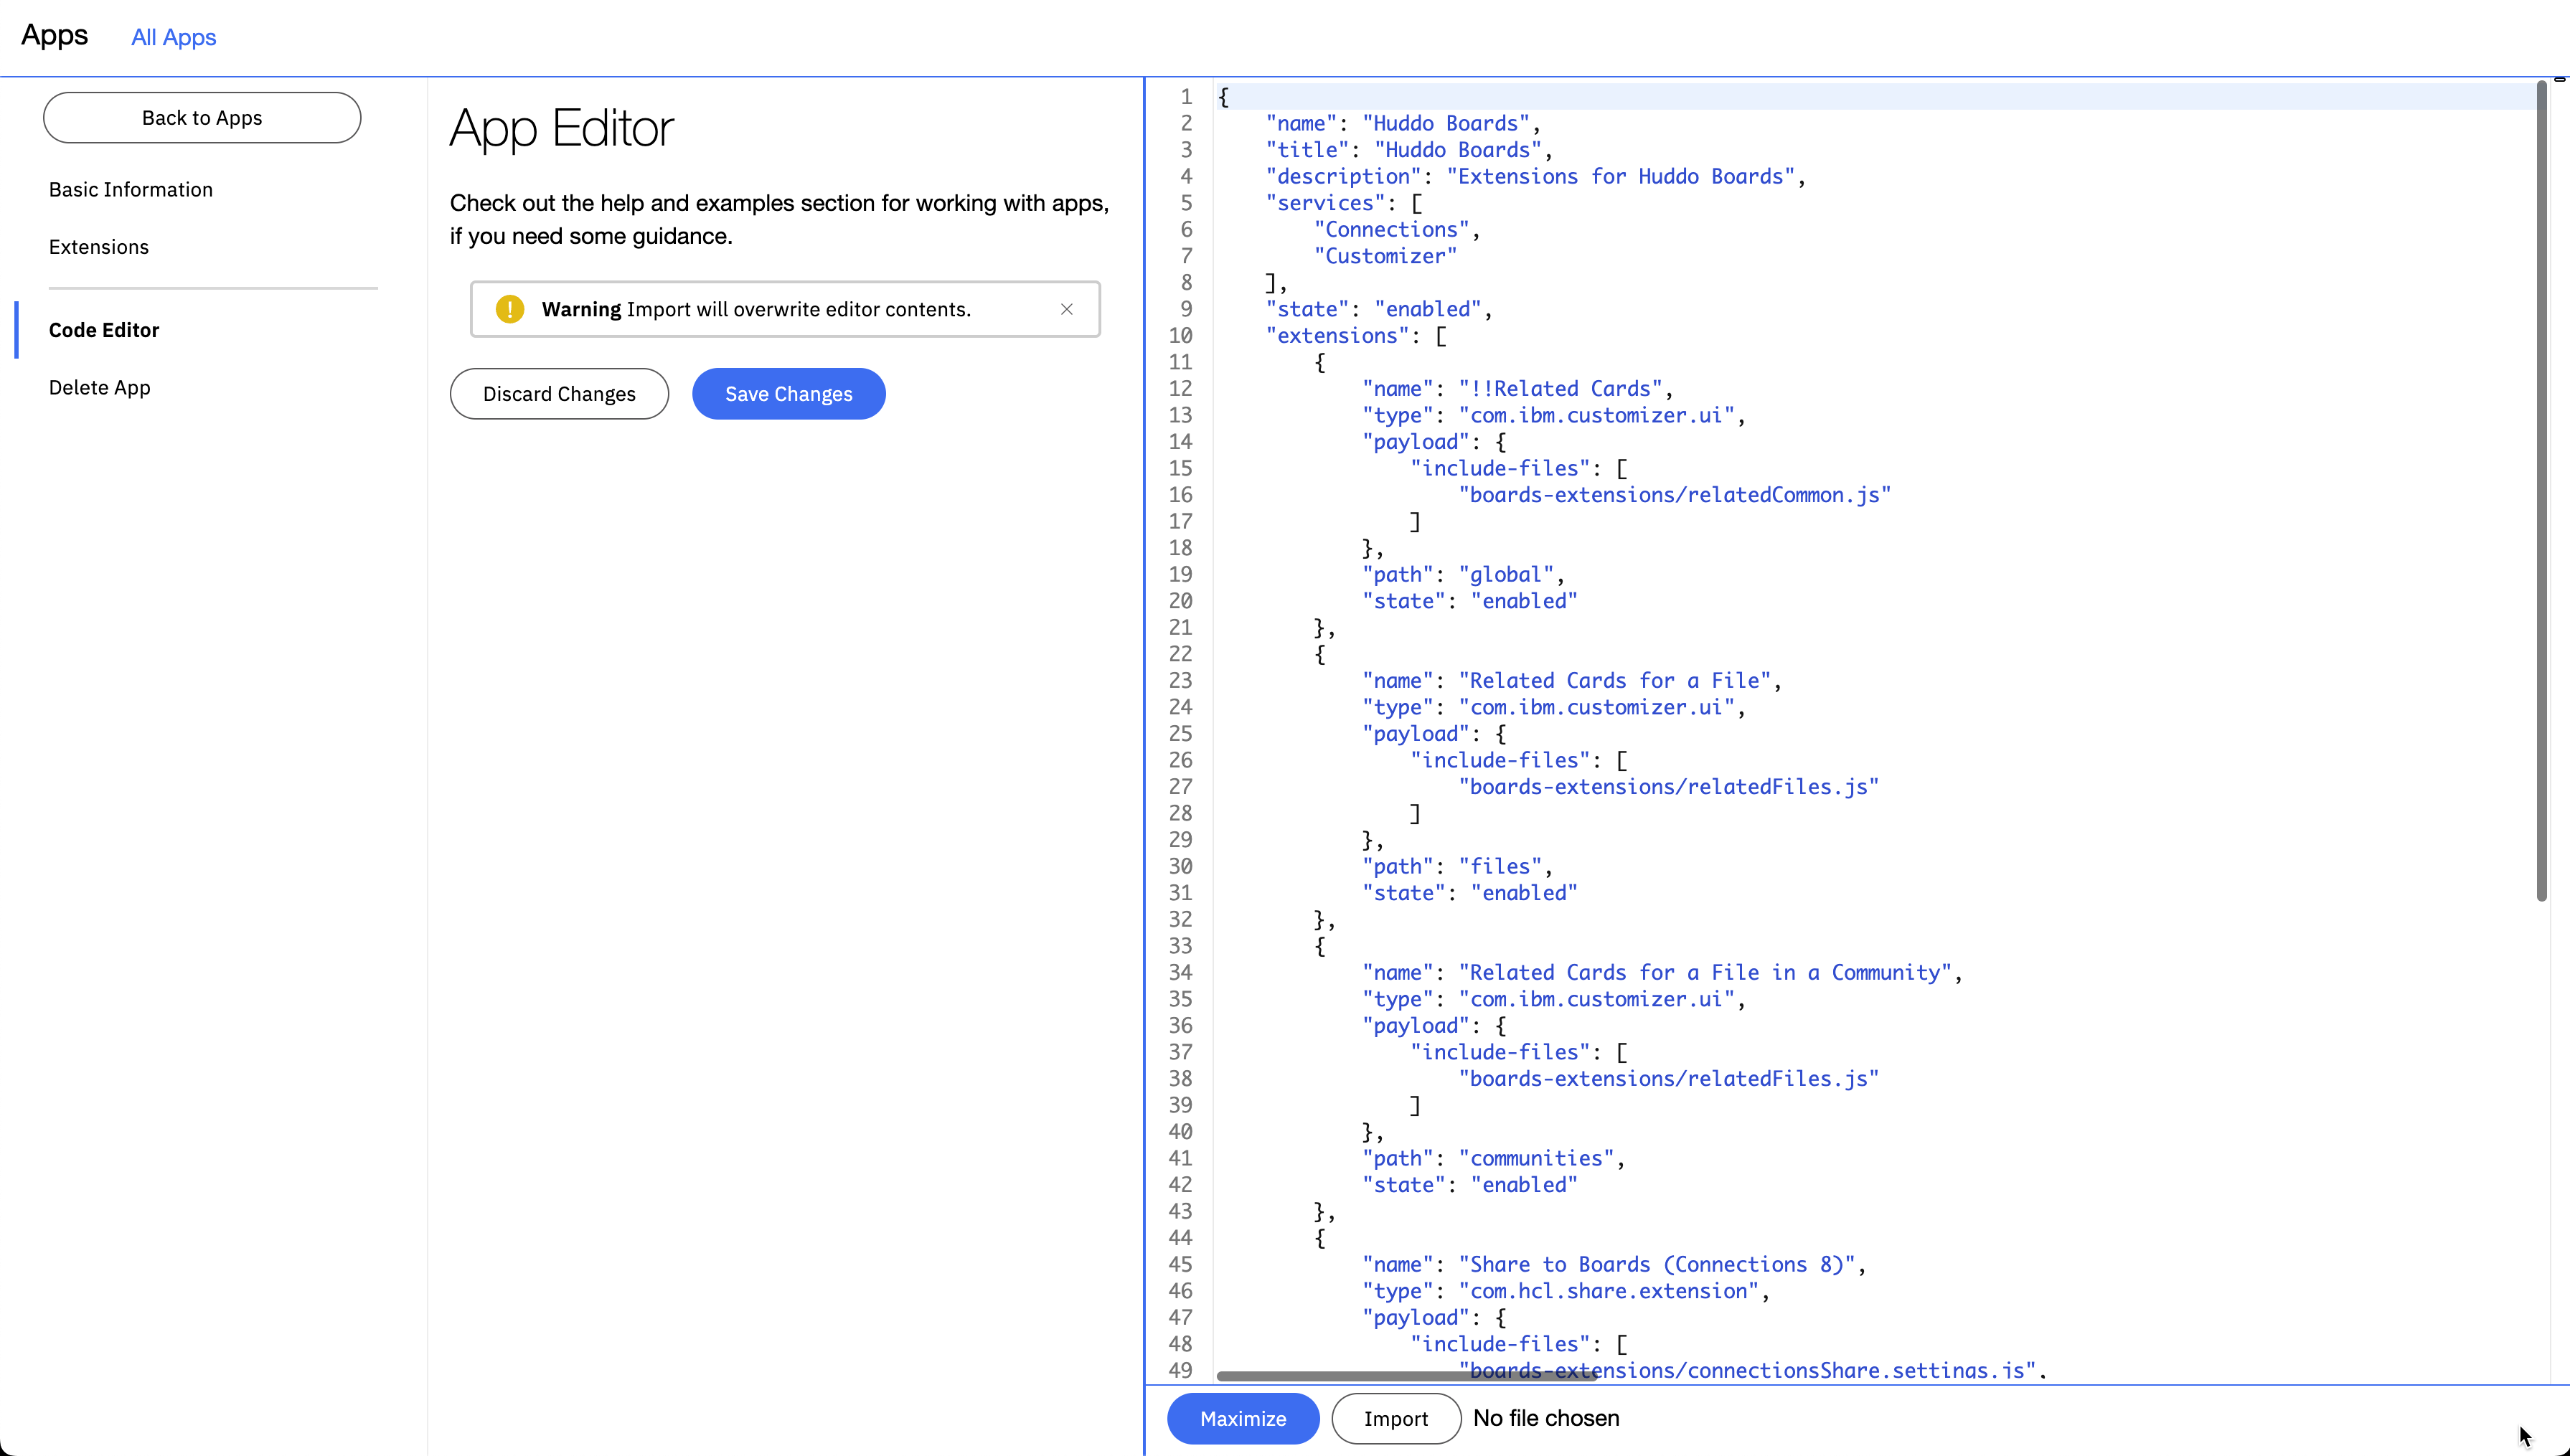 Apps
All Apps
Back to Apps
Basic Information
Extensions
Code Editor
Delete App
App Editor
Check out the help and examples section for working with apps,
if you need some guidance.
Warning Import will overwrite editor contents.
Discard Changes
Save Changes
1 {
2 "name": "Huddo Boards",
3 "title": "Huddo Boards",
4 "description": "Extensions for Huddo Boards",
5 "services": [
6 "Connections",
7 "Customizer"
8 ],
9 "state": "enabled",
10 "extensions": [
11 {
12 "name": "!!Related Cards",
13 "type": "com.ibm.customizer.ui",
14 "payload": {
15 "include-files": [
16 "boards-extensions/relatedCommon.js"
17 ]
18 },
19 "path": "global",
20 "state": "enabled"
21 },
22 {
23 "name": "Related Cards for a File",
24 "type": "com.ibm.customizer.ui",
25 "payload": {
26 "include-files": [
27 "boards-extensions/relatedFiles.js"
28 ]
29 },
30 "path": "files",
31 "state": "enabled"
32 },
33 {
34 "name": "Related Cards for a File in a Community",
35 "type": "com.ibm.customizer.ui",
36 "payload": {
37 "include-files": [
38 "boards-extensions/relatedFiles.js"
39 ]
40 },
41 "path": "communities",
42 "state": "enabled"
43 },
44 {
45 "name": "Share to Boards (Connections 8)",
46 "type": "com.hcl.share.extension",
47 "payload": {
48 "include-files": [
49 "boards-extensions/connectionsShare.settings.js",
Maximize
Import
No file chosen